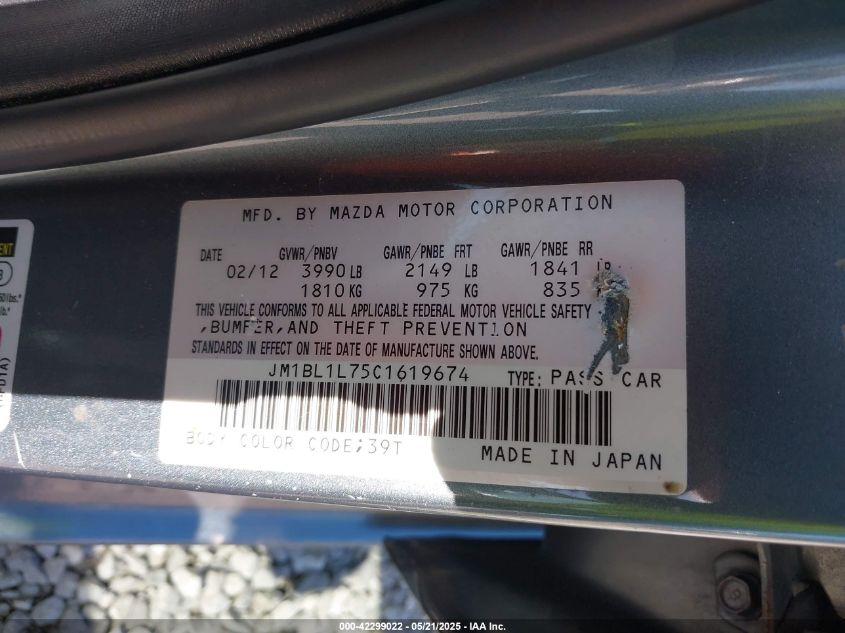 MFD. BY MAZDA MOTOR CORPORATION
DATE GVWR/PNBV GAWR/PNBE FRT GAWR/PNBE RR
02/12 3990 LB 2149 LB 1841 LB
1810 KG 975 KG 835
THIS VEHICLE CONFORMS TO ALL APPLICABLE FEDERAL MOTOR VEHICLE SAFETY
,BUMPER,AND THEFT PREVENTION
STANDARDS IN EFFECT ON THE DATE OF MANUFACTURE SHOWN ABOVE.
JM1BL1L75C1619674 TYPE: PASS CAR
BODY COLOR CODE;39T
MADE IN JAPAN
000-42299022 - 05/21/2025 - IAA Inc.